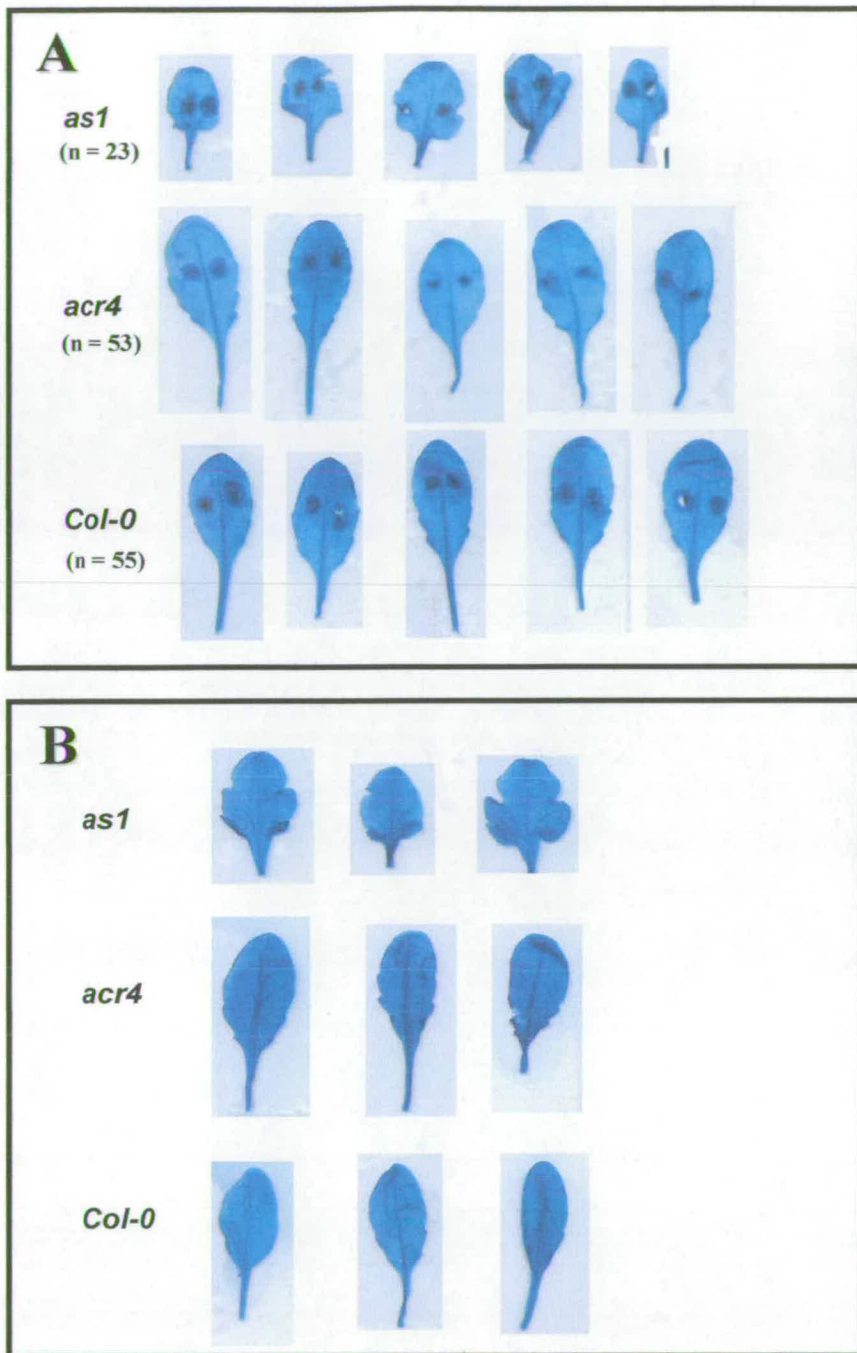 A
as1
(n = 23)
acr4
(n = 53)
Col-0
(n = 55)
B
as1
acr4
Col-0